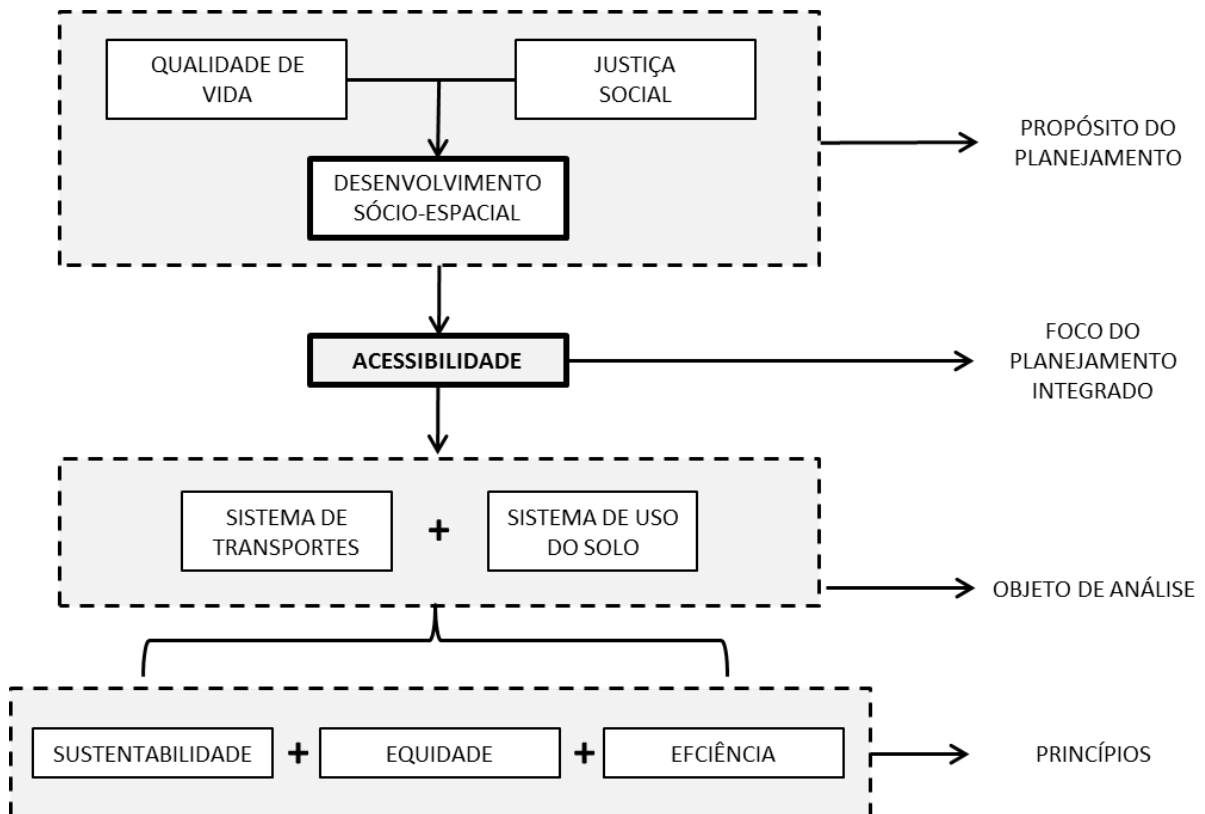 QUALIDADE DE
VIDA
JUSTIÇA
SOCIAL
DESENVOLVIMENTO
SÓCIO-ESPACIAL
PROPÓSITO DO
PLANEJAMENTO
ACESSIBILIDADE
FOCO DO
PLANEJAMENTO
INTEGRADO
SISTEMA DE
TRANSPORTES
+
SISTEMA DE USO
DO SOLO
OBJETO DE ANÁLISE
SUSTENTABILIDADE + EQUIDADE + EFCIÊNCIA
PRINCÍPIOS